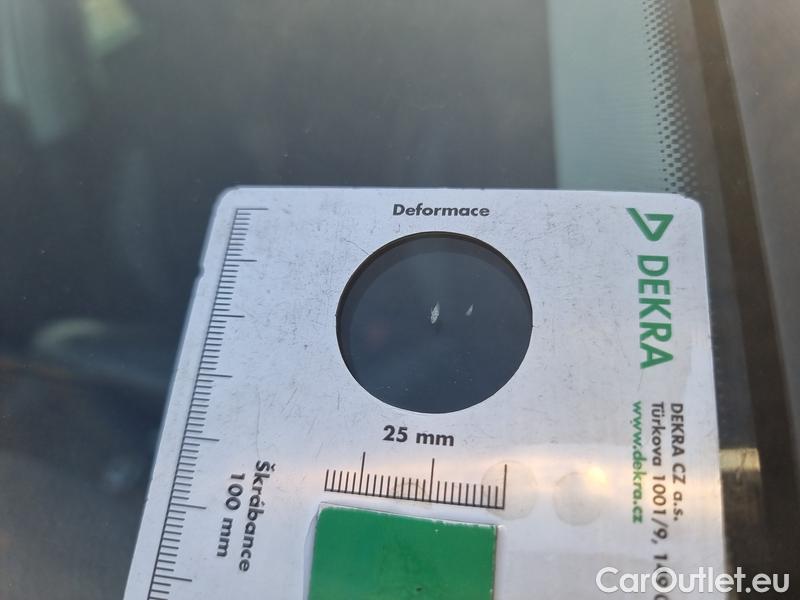 Deformace
DEKRA
25 mm
Škrábance
100 mm
DEKRA CZ a.s.
Türkova 1001/9,
www.dekra.cz
CarOutlet.eu